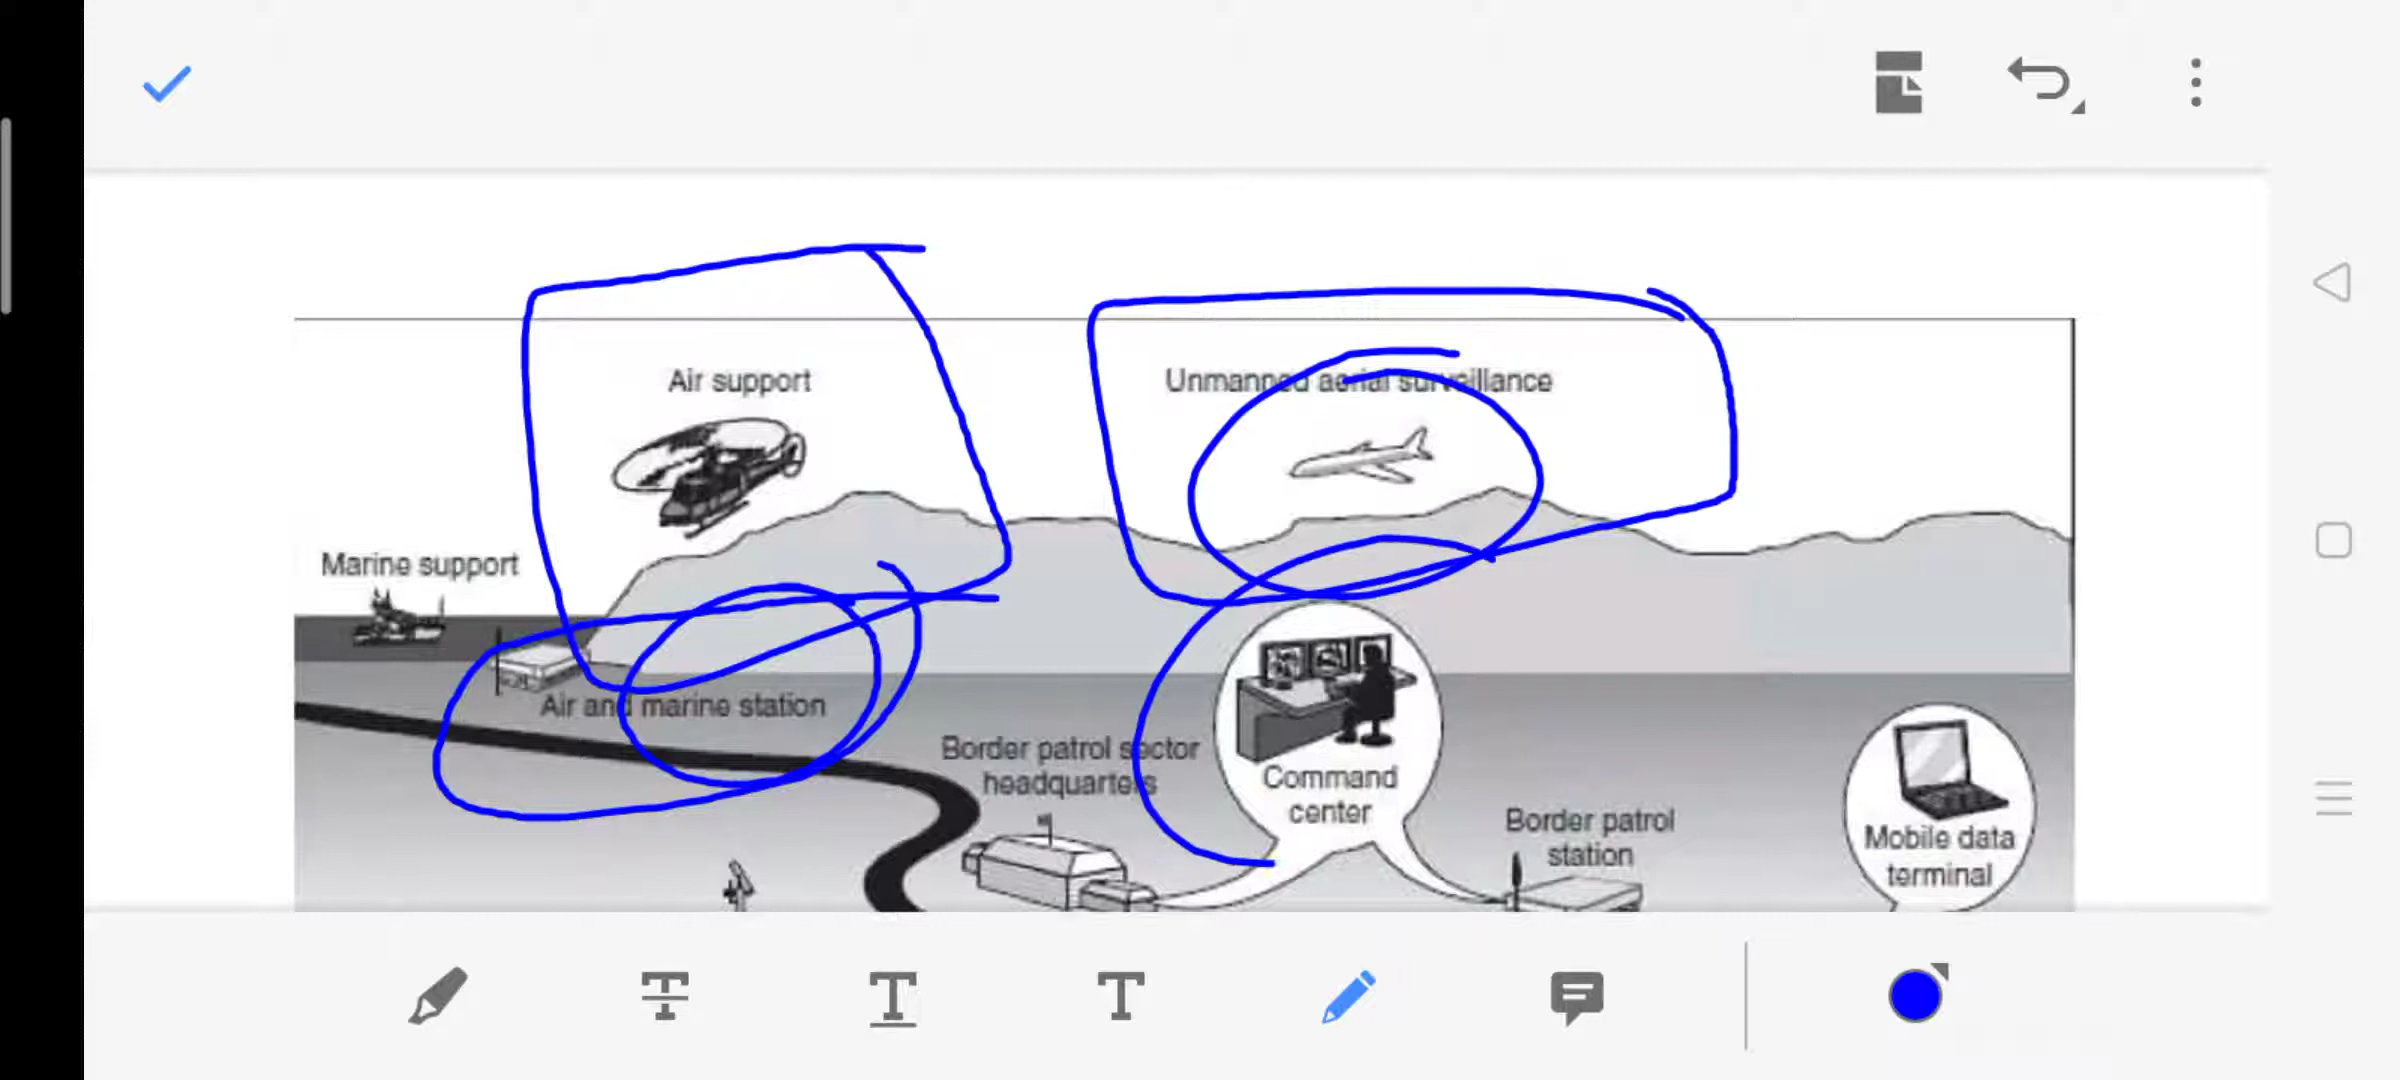 Air support
Unmanned aerial surveillance
Marine support
Air and marine station
Border patrol sector
headquarters
Command
center
Border patrol
station
Mobile data
terminal